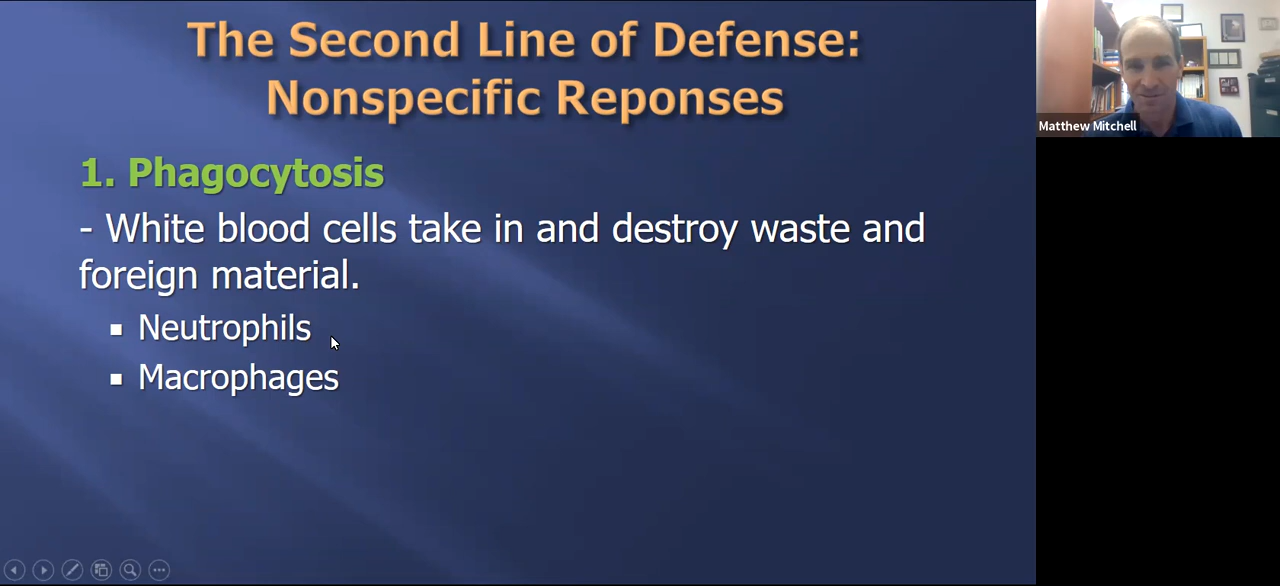 The Second Line of Defense:
Nonspecific Reponses
1. Phagocytosis
- White blood cells take in and destroy waste and
foreign material.
Neutrophils
Macrophages
Matthew Mitchell